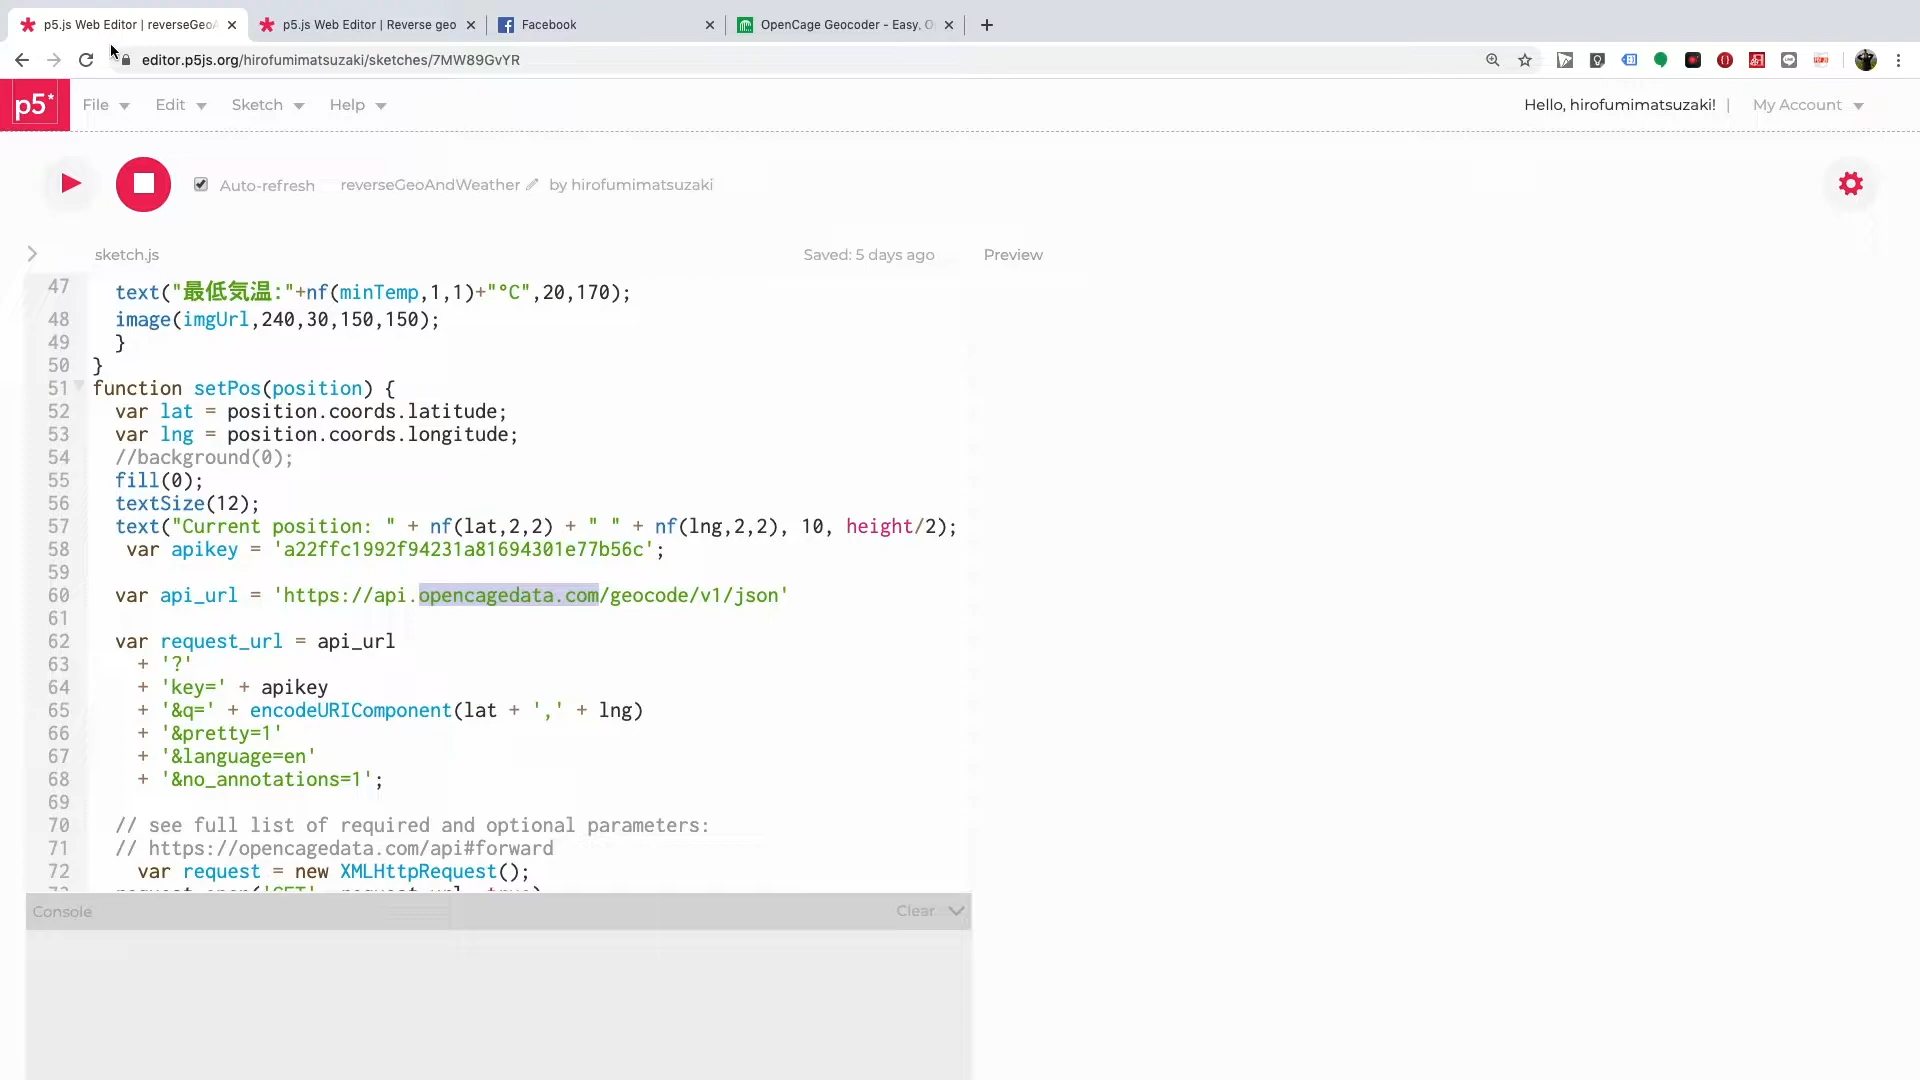 p5.js Web Editor | reverseGeoA
p5.js Web Editor | Reverse geo
Facebook
OpenCage Geocoder - Easy, O
editor.p5js.org/hirofumimatsuzaki/sketches/7MW89GvYR
p5*
File
Edit
Sketch
Help
Hello, hirofumimatsuzaki! |
My Account
Auto-refresh
reverseGeoAndWeather
by hirofumimatsuzaki
sketch.js
Saved: 5 days ago
Preview
47 text("最低気温:"+nf(minTemp,1,1)+"°C",20,170);
48 image(imgUrl,240,30,150,150);
49 }
50 }
51 function setPos(position) {
52 var lat = position.coords.latitude;
53 var lng = position.coords.longitude;
54 //background(0);
55 fill(0);
56 textSize(12);
57 text("Current position: " + nf(lat,2,2) + " " + nf(lng,2,2), 10, height/2);
58 var apikey = 'a22ffc1992f94231a81694301e77b56c';
59
60 var api_url = 'https://api.opencagedata.com/geocode/v1/json'
61
62 var request_url = api_url
63 + '?'
64 + 'key=' + apikey
65 + '&q=' + encodeURIComponent(lat + ',' + lng)
66 + '&pretty=1'
67 + '&language=en'
68 + '&no_annotations=1';
69
70 // see full list of required and optional parameters:
71 // https://opencagedata.com/api#forward
72 var request = new XMLHttpRequest();
Console
Clear